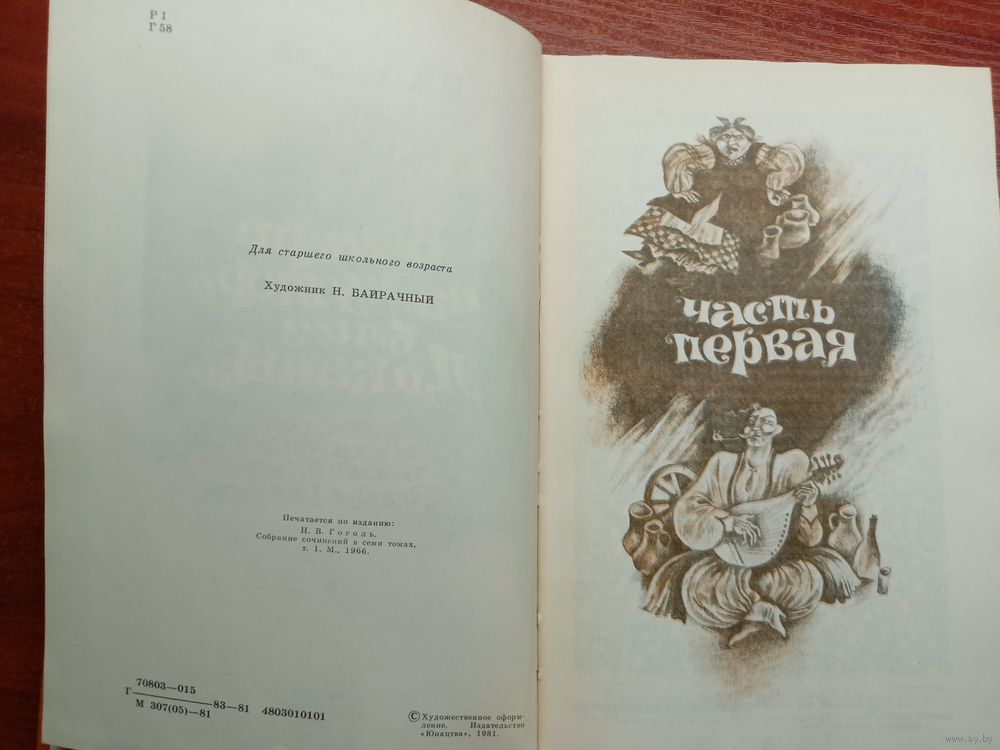 Р 1
Г 58
Для старшего школьного возраста
Художник Н. БАЙРАЧНЫЙ
Печатается по изданию:
Н. В. Гоголь.
Собрание сочинений в семи томах.
т. 1. М., 1966.
70803—015
Г ———— 83—81 4803010101
М 307(05)—81
© Художественное оформ-
ление. Издательство
«Юнацтва», 1981.
часть
первая
www.ay.by